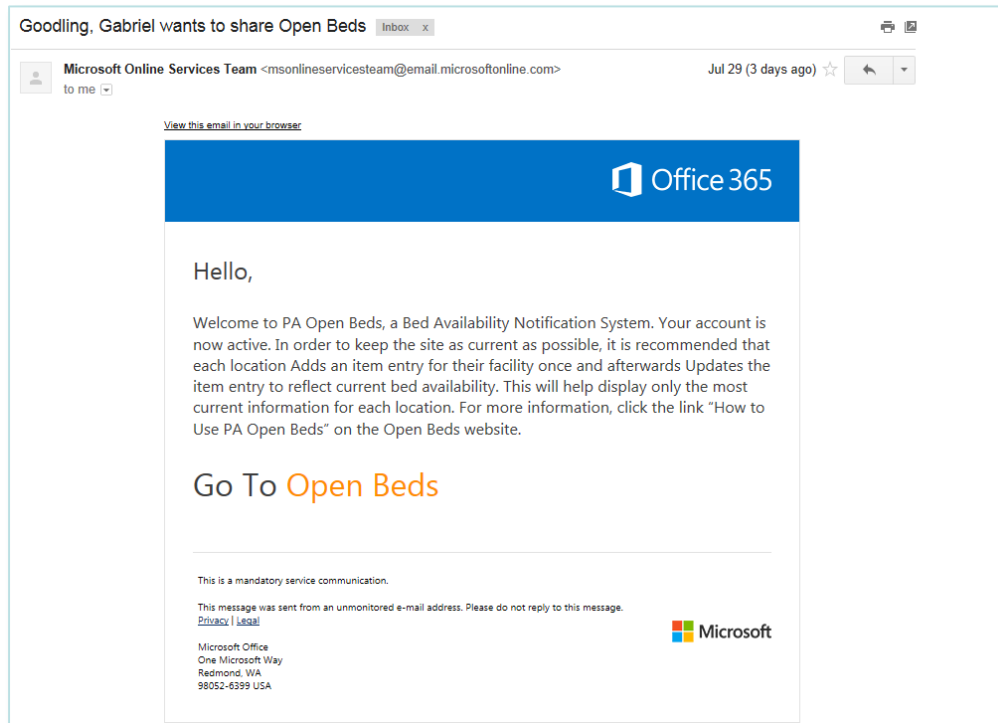 Goodling, Gabriel wants to share Open Beds Inbox x
Microsoft Online Services Team <msonlineservicesteam@email.microsoftonline.com> Jul 29 (3 days ago)
to me
View this email in your browser
Office 365
Hello,
Welcome to PA Open Beds, a Bed Availability Notification System. Your account is
now active. In order to keep the site as current as possible, it is recommended that
each location Adds an item entry for their facility once and afterwards Updates the
item entry to reflect current bed availability. This will help display only the most
current information for each location. For more information, click the link “How to
Use PA Open Beds” on the Open Beds website.
Go To Open Beds
This is a mandatory service communication.
This message was sent from an unmonitored e-mail address. Please do not reply to this message.
Privacy | Legal
Microsoft
Microsoft Office
One Microsoft Way
Redmond, WA
98052-6399 USA